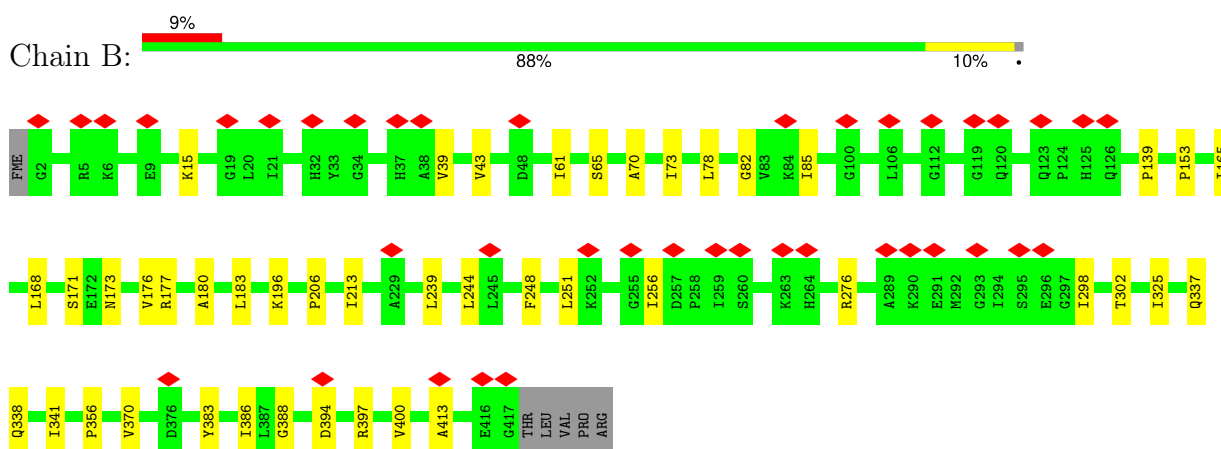 9%
Chain B:
88% 10% •
FME G2 R5 K6 E9 K15 G19 L20 I21 H32 Y33 G34 H37 A38 V39 V43 D48 I61 S65 A70 I73 L78 G82 V83 K84 I85 G100 L106 G112 G119 Q120 Q123 P124 H125 Q126 P139 P153 I165
L168 S171 E172 N173 V176 R177 A180 L183 K196 P206 I213 A229 L239 L244 L245 F248 L251 K252 G255 I256 D257 P258 I259 S260 K263 H264 R276 A289 K290 E291 M292 G293 I294 S295 E296 G297 I298 T302 I325 Q337
Q338 I341 P356 V370 D376 Y383 I386 L387 G388 D394 R397 V400 A413 E416 G417 THR LEU VAL PRO ARG